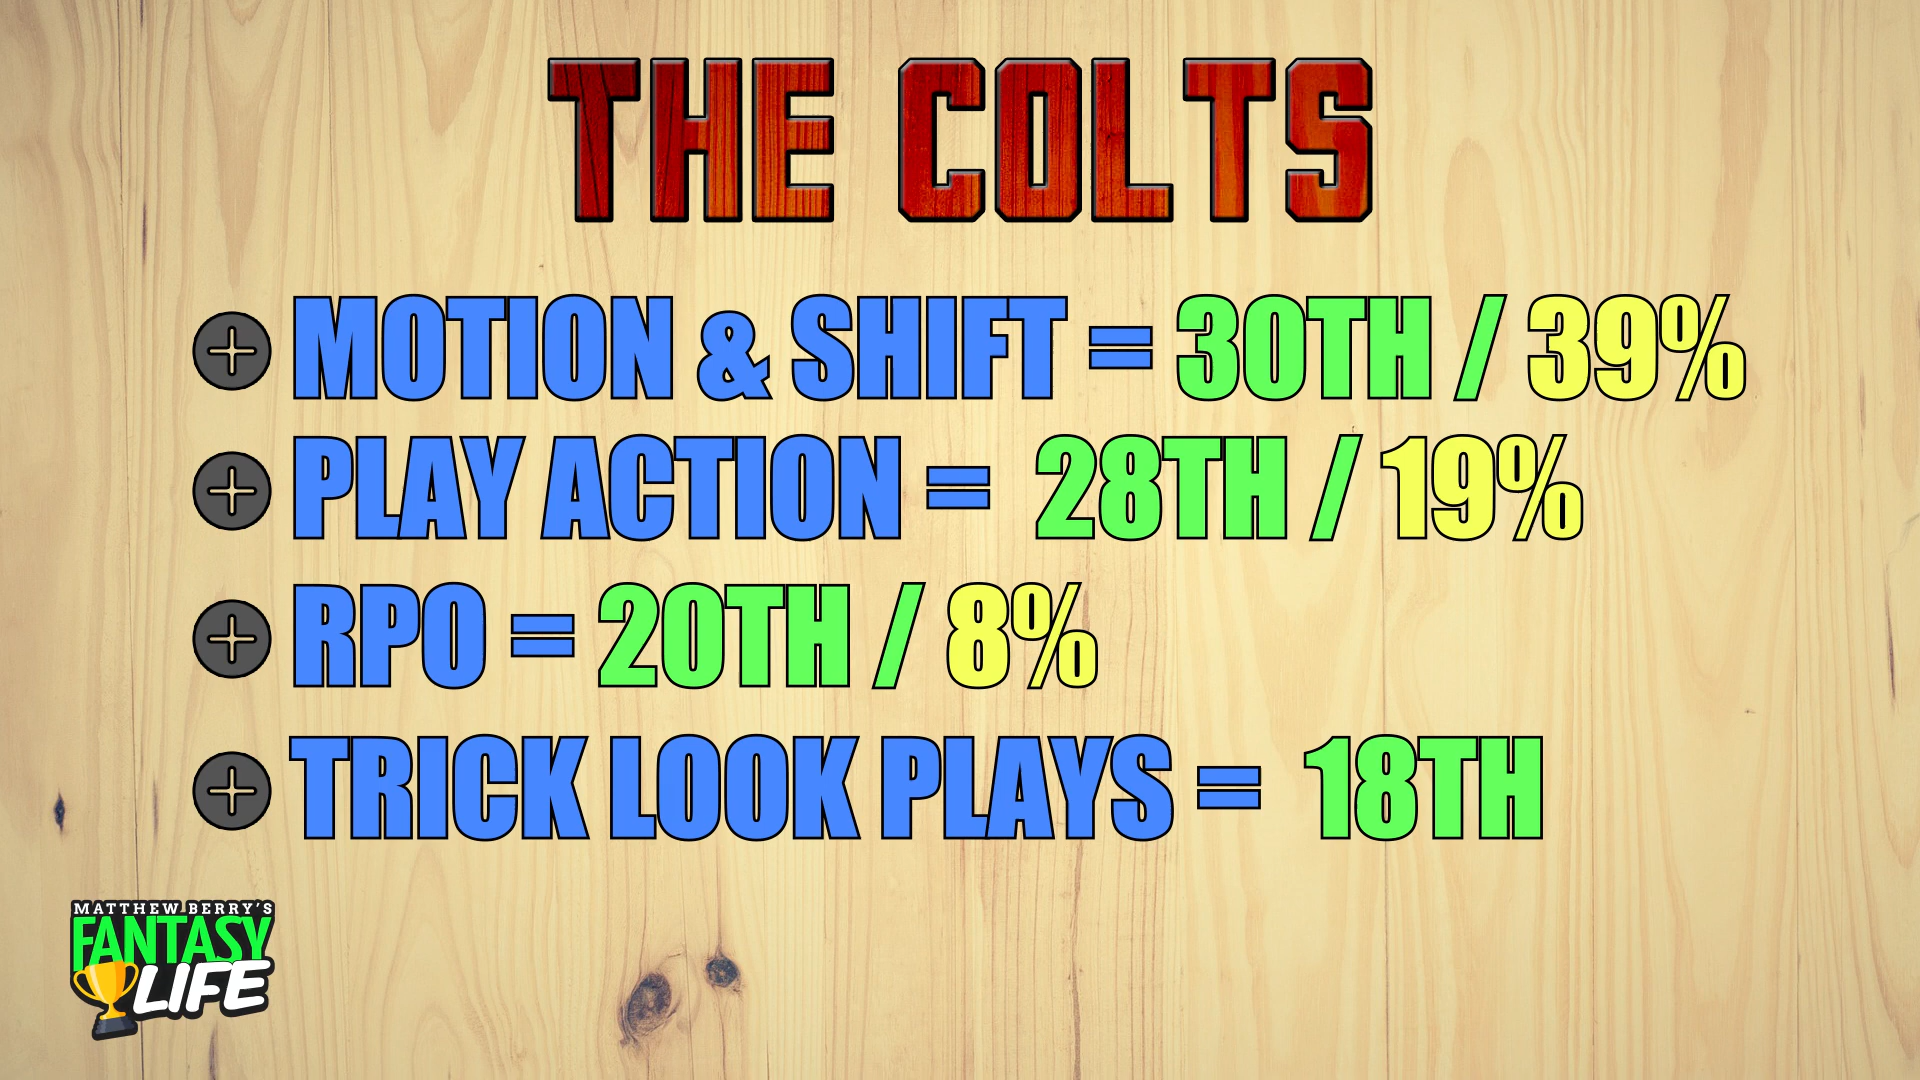 THE COLTS
MOTION & SHIFT = 30TH / 39%
PLAY ACTION = 28TH / 19%
RPO = 20TH / 8%
TRICK LOOK PLAYS = 18TH
MATTHEW BERRY'S
FANTASY
LIFE